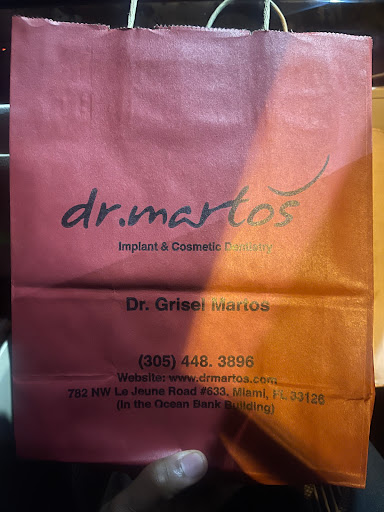 dr.martos
Implant & Cosmetic Dentistry
Dr. Grisel Martos
(305) 448. 3896
Website: www.drmartos.com
782 NW Le Jeune Road #633, Miami, FL 33126
(In the Ocean Bank Building)